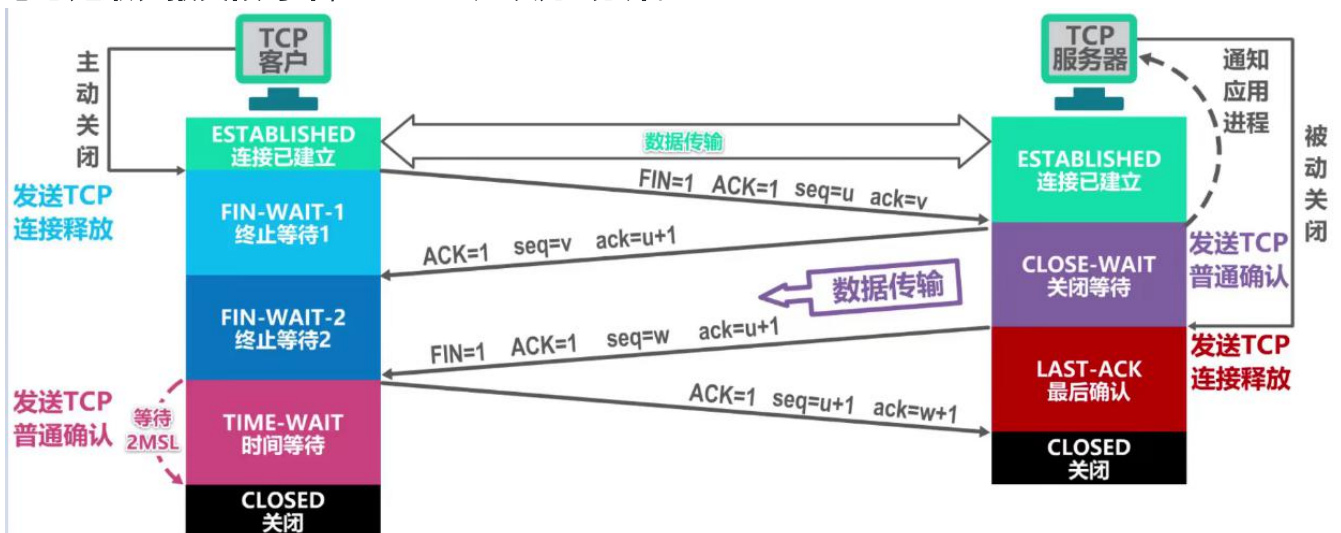 TCP
客户
TCP
服务器
主动关闭
通知
应用
进程
被动关闭
ESTABLISHED
连接已建立
数据传输
ESTABLISHED
连接已建立
发送TCP
连接释放
FIN-WAIT-1
终止等待1
FIN=1 ACK=1 seq=u ack=v
ACK=1 seq=v ack=u+1
CLOSE-WAIT
关闭等待
发送TCP
普通确认
数据传输
FIN-WAIT-2
终止等待2
FIN=1 ACK=1 seq=w ack=u+1
LAST-ACK
最后确认
发送TCP
连接释放
发送TCP
普通确认
等待
2MSL
TIME-WAIT
时间等待
ACK=1 seq=u+1 ack=w+1
CLOSED
关闭
CLOSED
关闭